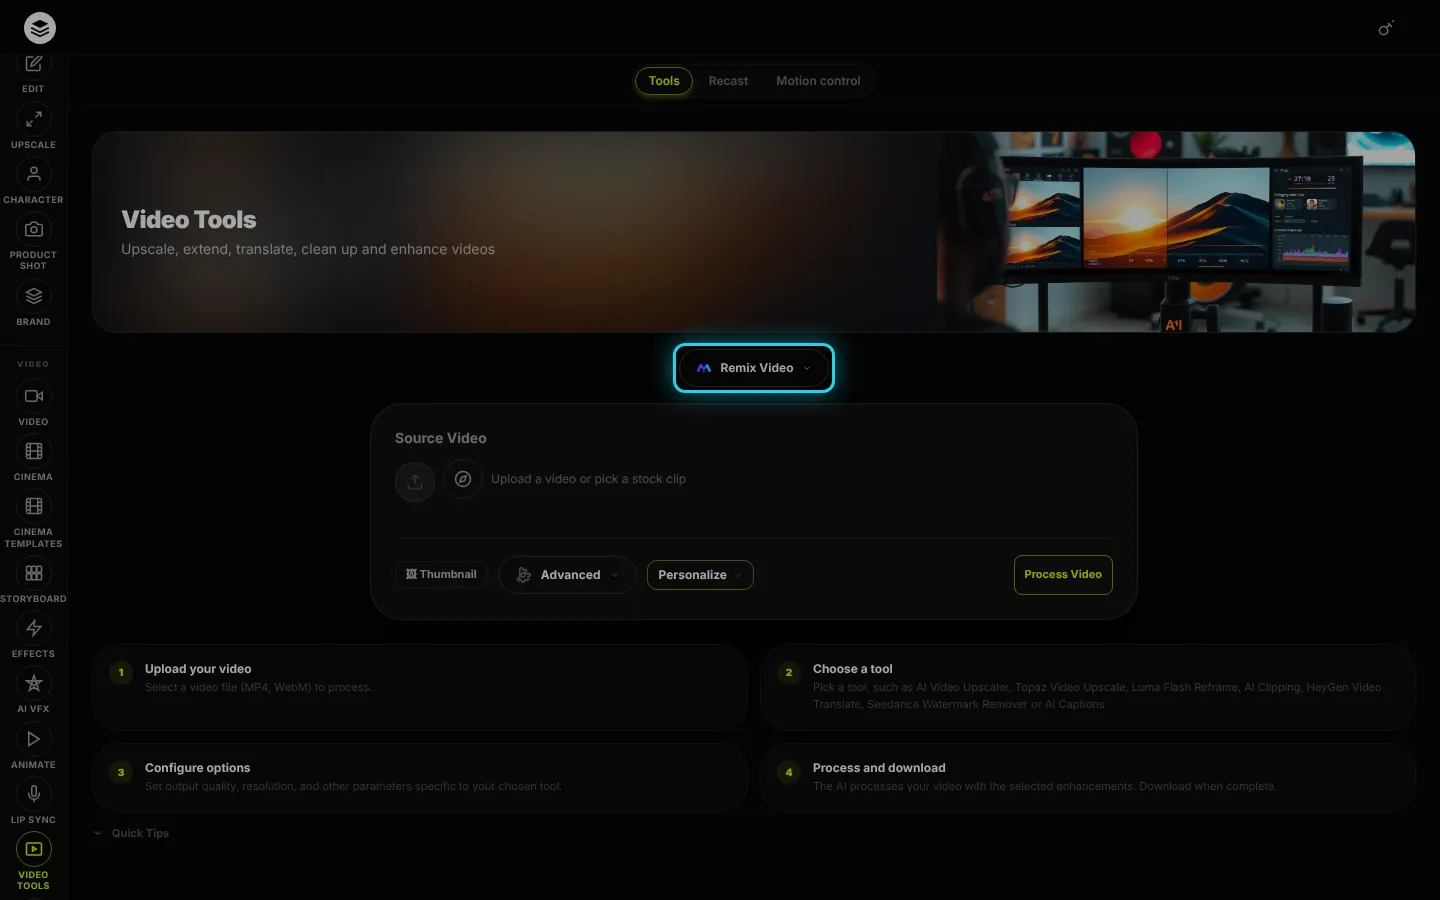 Tools
Recast
Motion control
EDIT
UPSCALE
CHARACTER
PRODUCT
SHOT
BRAND
VIDEO
VIDEO
CINEMA
CINEMA
TEMPLATES
STORYBOARD
EFFECTS
AI VFX
ANIMATE
LIP SYNC
VIDEO
TOOLS
Video Tools
Upscale, extend, translate, clean up and enhance videos
27:16
25
A1I
Remix Video
Source Video
Upload a video or pick a stock clip
Thumbnail
Advanced
Personalize
Process Video
1
Upload your video
Select a video file (MP4, WebM) to process.
2
Choose a tool
Pick a tool, such as AI Video Upscaler, Topaz Video Upscale, Luma Flash Reframe, AI Clipping, HeyGen Video
Translate, Seedance Watermark Remover or AI Captions.
3
Configure options
Set output quality, resolution, and other parameters specific to your chosen tool.
4
Process and download
The AI processes your video with the selected enhancements. Download when complete.
Quick Tips